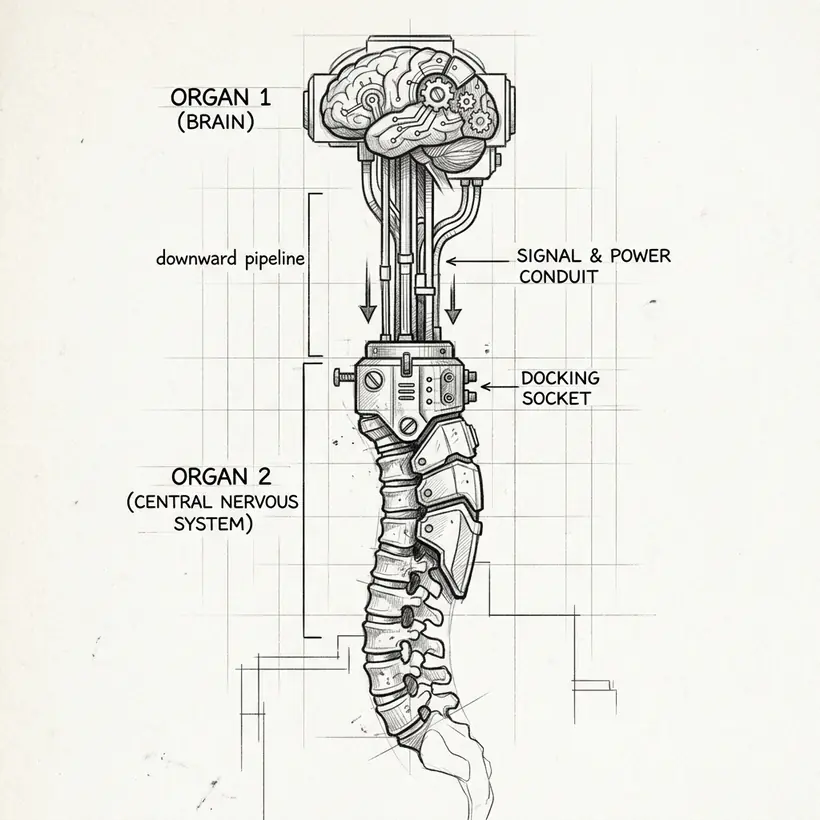 ORGAN 1
(BRAIN)
downward pipeline
SIGNAL & POWER
CONDUIT
DOCKING
SOCKET
ORGAN 2
(CENTRAL NERVOUS
SYSTEM)